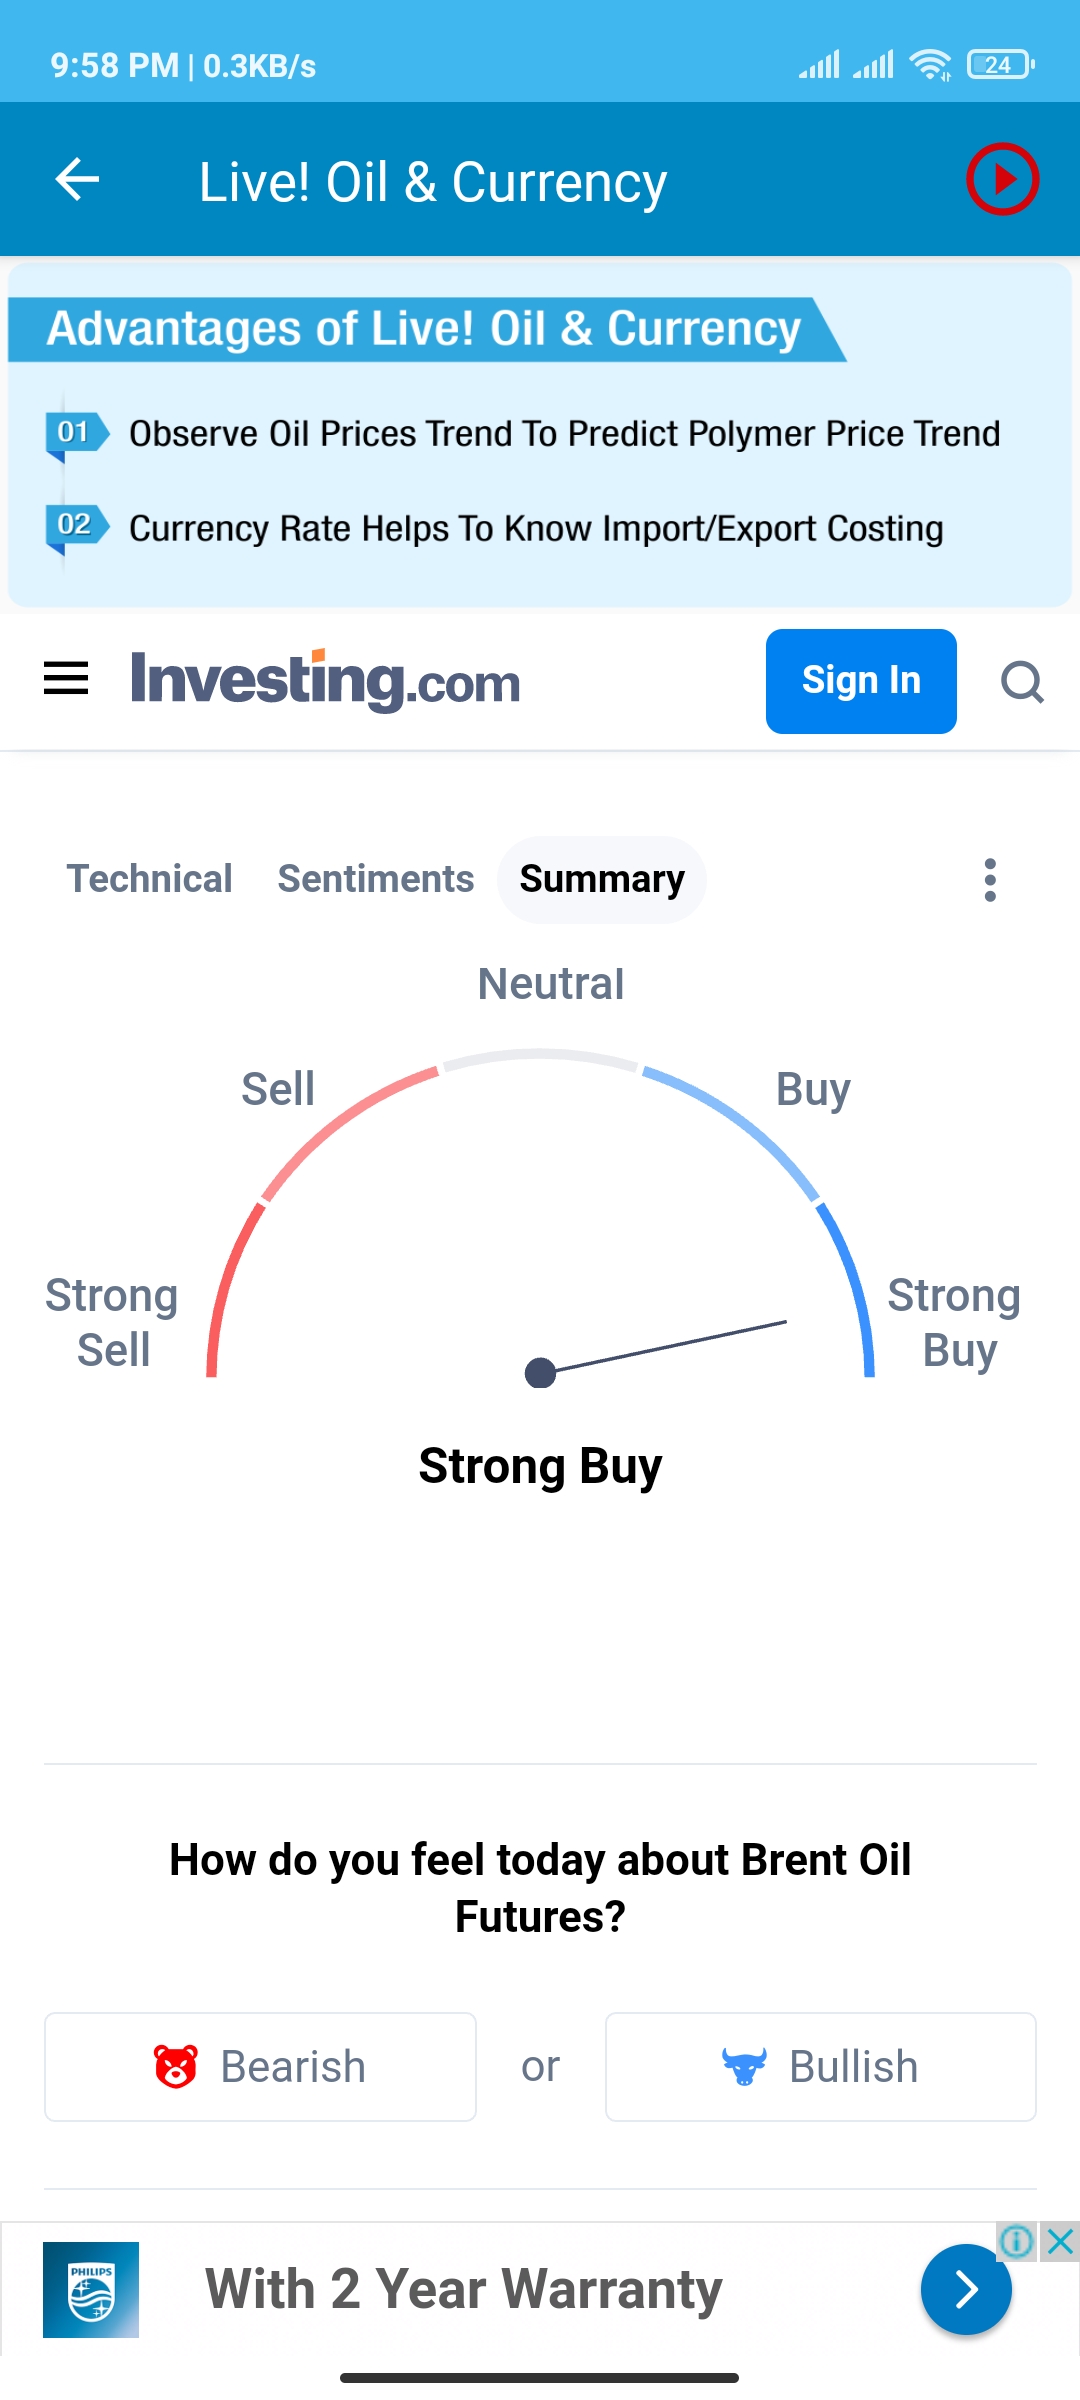 9:58 PM | 0.3KB/s
24
Live! Oil & Currency
Advantages of Live! Oil & Currency
01 Observe Oil Prices Trend To Predict Polymer Price Trend
02 Currency Rate Helps To Know Import/Export Costing
Investing.com
Sign In
Technical Sentiments Summary
Neutral
Sell
Buy
Strong
Sell
Strong
Buy
Strong Buy
How do you feel today about Brent Oil
Futures?
Bearish or Bullish
PHILIPS
With 2 Year Warranty